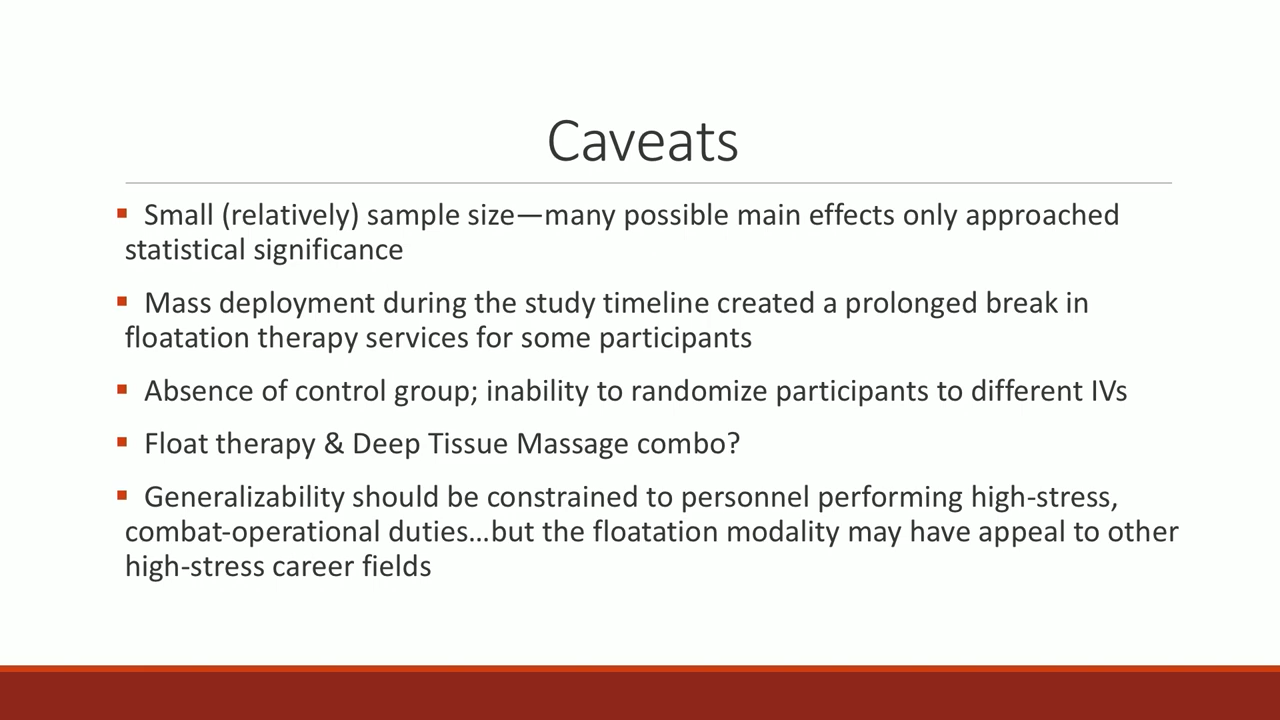 Caveats
▪ Small (relatively) sample size—many possible main effects only approached
statistical significance
▪ Mass deployment during the study timeline created a prolonged break in
floatation therapy services for some participants
▪ Absence of control group; inability to randomize participants to different IVs
▪ Float therapy & Deep Tissue Massage combo?
▪ Generalizability should be constrained to personnel performing high-stress,
combat-operational duties…but the floatation modality may have appeal to other
high-stress career fields